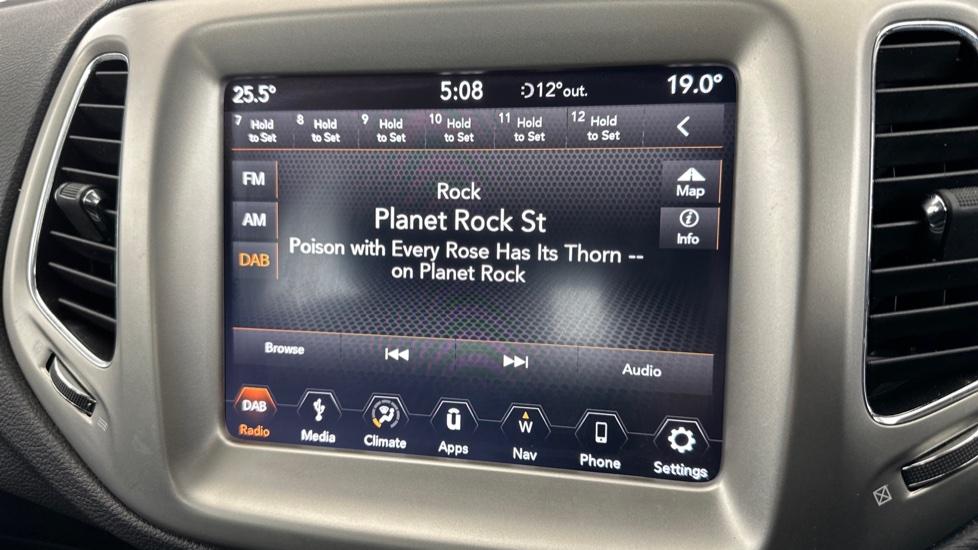 25.5° 5:08 12°out. 19.0°
7 Hold to Set 8 Hold to Set 9 Hold to Set 10 Hold to Set 11 Hold to Set 12 Hold to Set
FM
AM
DAB
Rock
Planet Rock St
Poison with Every Rose Has Its Thorn --
on Planet Rock
Map
Info
Browse Audio
DAB W
Radio Media Climate Apps Nav Phone Settings